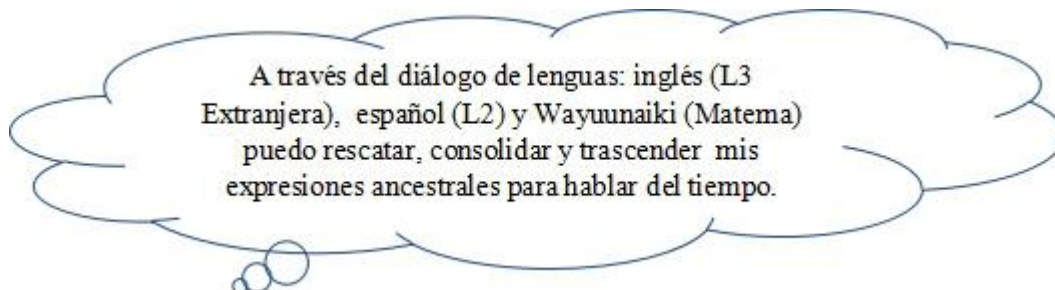 A través del diálogo de lenguas: inglés (L3
Extranjera), español (L2) y Wayuunaiki (Materna)
puedo rescatar, consolidar y trascender mis
expresiones ancestrales para hablar del tiempo.